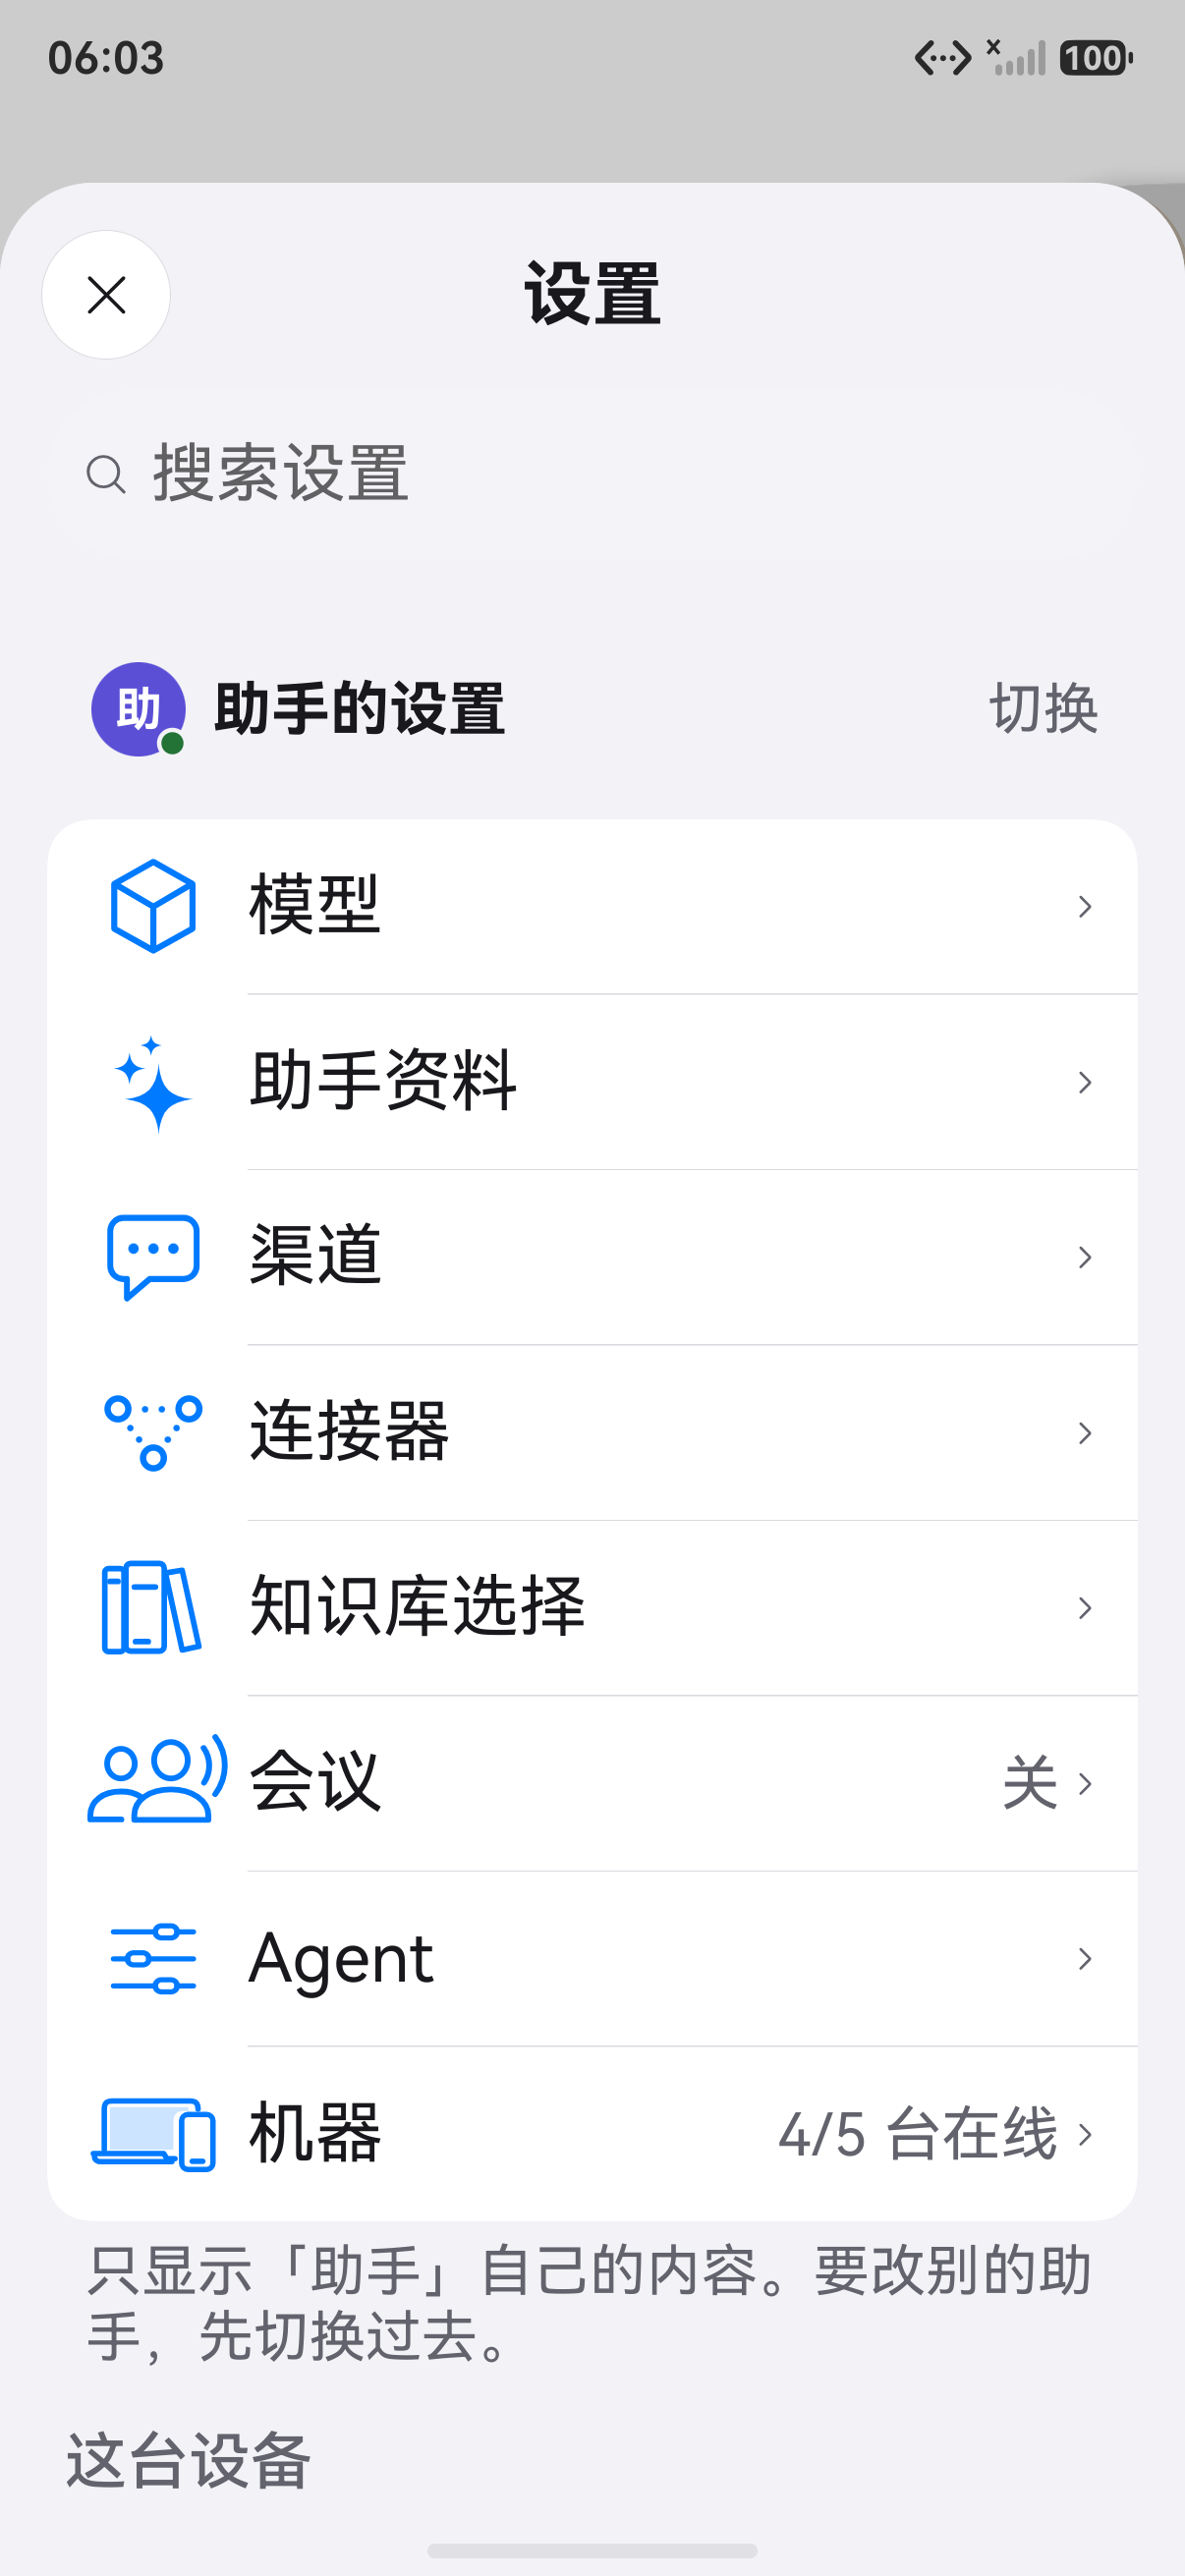 06:03
100
设置
搜索设置
助
助手的设置
切换
模型
助手资料
渠道
连接器
知识库选择
会议
关
Agent
机器
4/5 台在线
只显示「助手」自己的内容。要改别的助
手，先切换过去。
这台设备